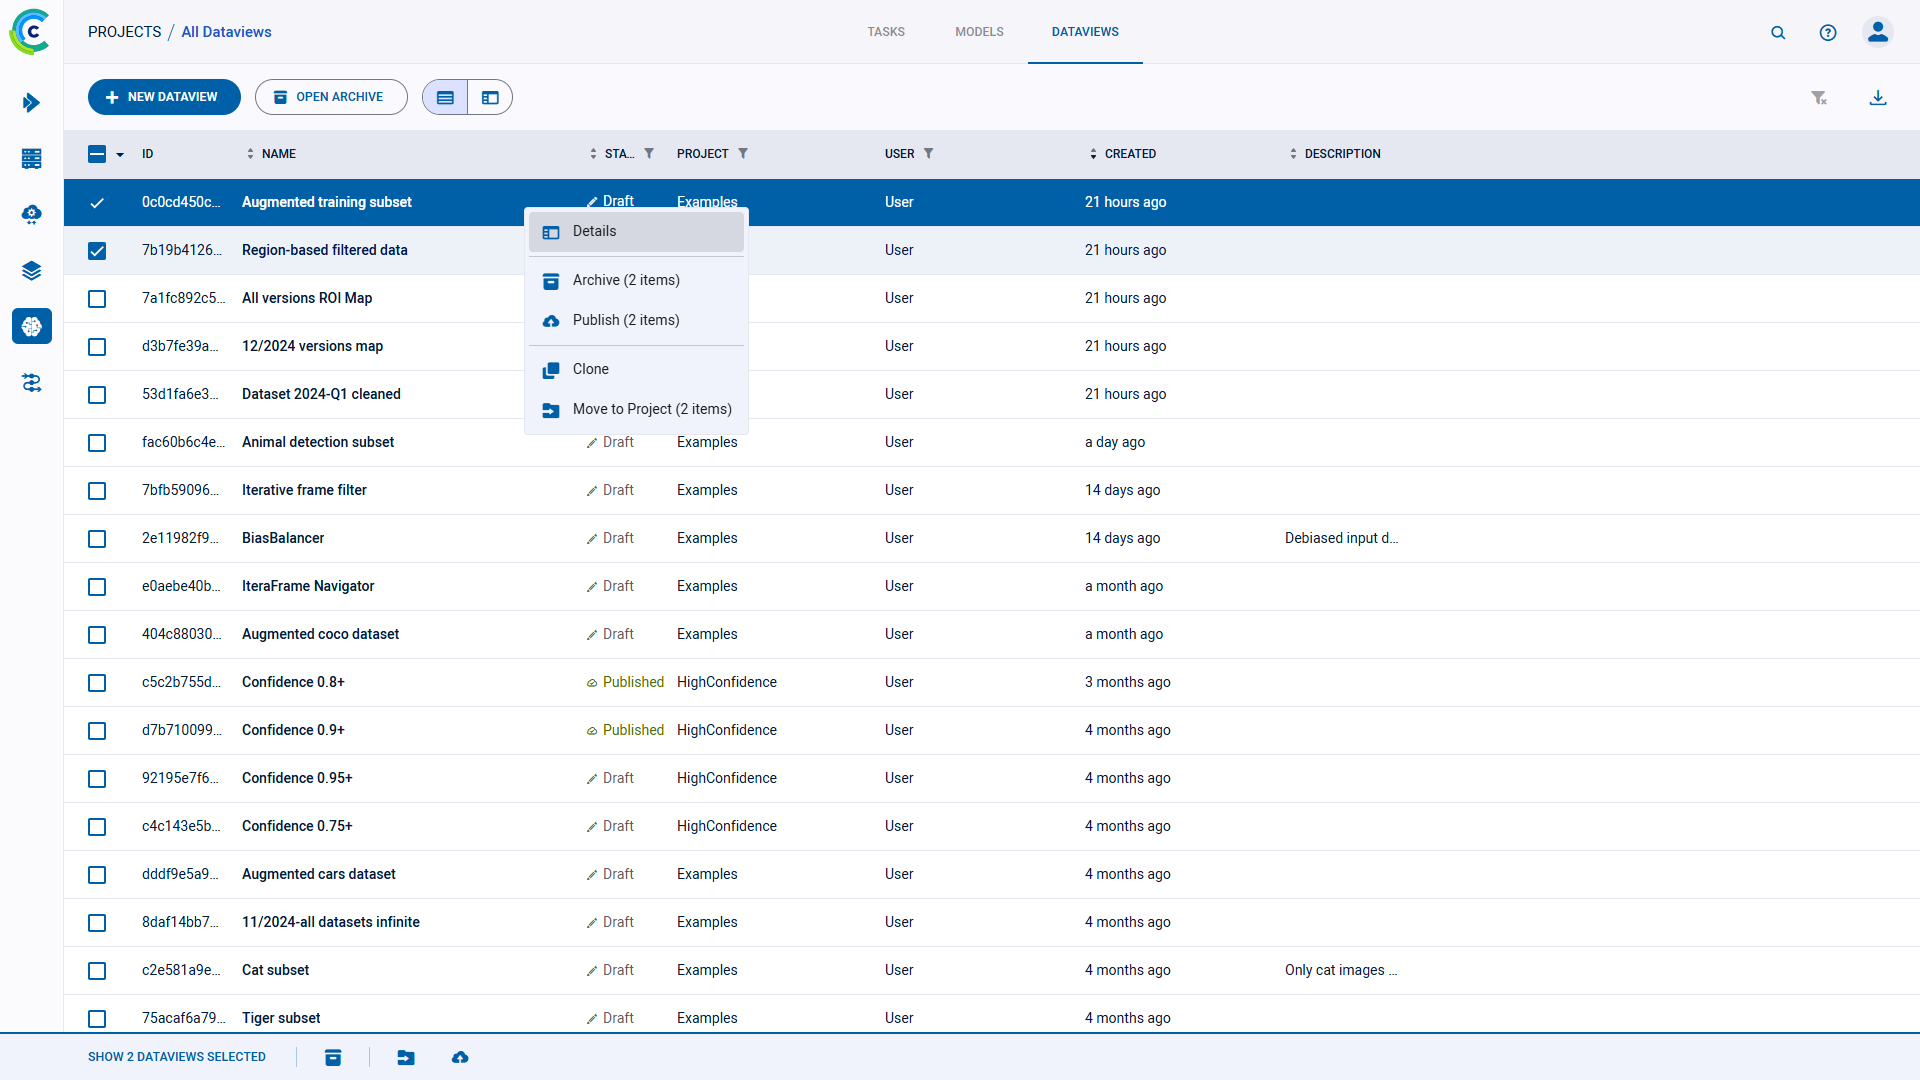 PROJECTS / All Dataviews
TASKS MODELS DATAVIEWS
NEW DATAVIEW OPEN ARCHIVE
ID NAME STA... PROJECT USER CREATED DESCRIPTION
0c0cd450c... Augmented training subset Draft Examples User 21 hours ago
7b19b4126... Region-based filtered data User 21 hours ago
7a1fc892c5... All versions ROI Map User 21 hours ago
d3b7fe39a... 12/2024 versions map User 21 hours ago
53d1fa6e3... Dataset 2024-Q1 cleaned User 21 hours ago
Details
Archive (2 items)
Publish (2 items)
Clone
Move to Project (2 items)
fac60b6c4e... Animal detection subset Draft Examples User a day ago
7bfb59096... Iterative frame filter Draft Examples User 14 days ago
2e11982f9... BiasBalancer Draft Examples User 14 days ago Debiased input d...
e0aebe40b... IteraFrame Navigator Draft Examples User a month ago
404c88030... Augmented coco dataset Draft Examples User a month ago
c5c2b755d... Confidence 0.8+ Published HighConfidence User 3 months ago
d7b710099... Confidence 0.9+ Published HighConfidence User 4 months ago
92195e7f6... Confidence 0.95+ Draft HighConfidence User 4 months ago
c4c143e5b... Confidence 0.75+ Draft HighConfidence User 4 months ago
dddf9e5a9... Augmented cars dataset Draft Examples User 4 months ago
8daf14bb7... 11/2024-all datasets infinite Draft Examples User 4 months ago
c2e581a9e... Cat subset Draft Examples User 4 months ago Only cat images ...
75acaf6a79... Tiger subset Draft Examples User 4 months ago
SHOW 2 DATAVIEWS SELECTED